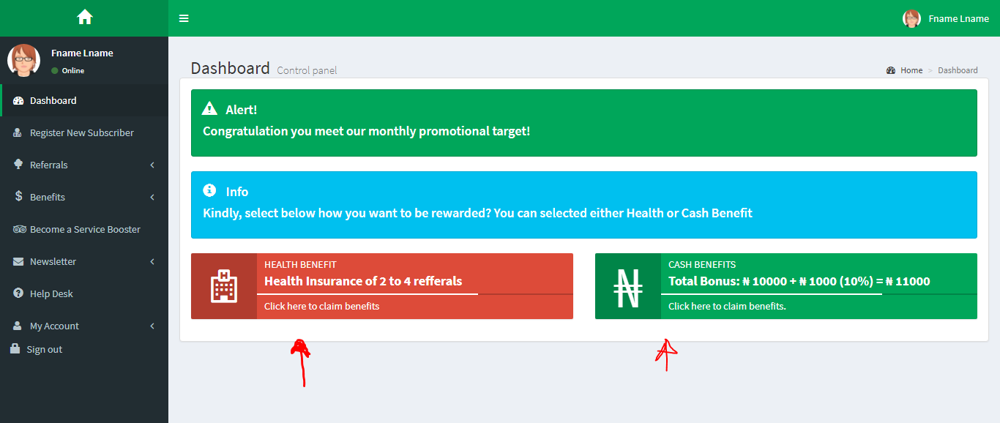 Fname Lname
Fname Lname
Online
Dashboard
Register New Subscriber
Referrals
Benefits
Become a Service Booster
Newsletter
Help Desk
My Account
Sign out
Dashboard Control panel
Home > Dashboard
Alert!
Congratulation you meet our monthly promotional target!
Info
Kindly, select below how you want to be rewarded? You can selected either Health or Cash Benefit
HEALTH BENEFIT
Health Insurance of 2 to 4 refferals
Click here to claim benefits
₦
CASH BENEFITS
Total Bonus: ₦ 10000 + ₦ 1000 (10%) = ₦ 11000
Click here to claim benefits.